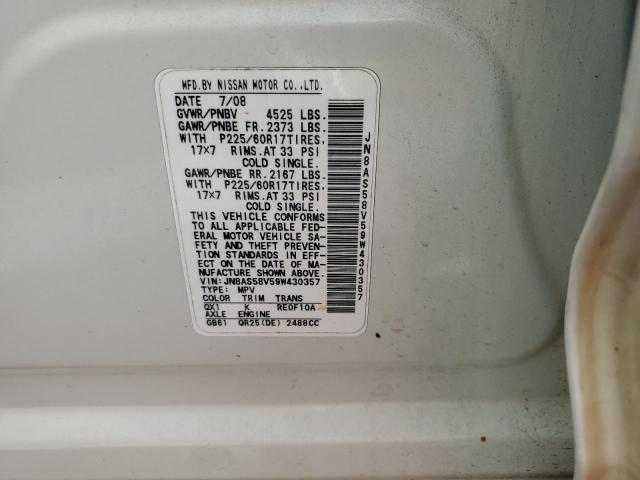 MFD.BY NISSAN MOTOR CO.,LTD.
DATE 7/08
GVWR/PNBV 4525 LBS.
GAWR/PNBE FR.2373 LBS.
WITH P225/60R17TIRES,
17x7 RIMS.AT 33 PSI
COLD SINGLE.
GAWR/PNBE RR.2167 LBS.
WITH P225/60R17TIRES,
17x7 RIMS.AT 33 PSI
COLD SINGLE.
THIS VEHICLE CONFORMS
TO ALL APPLICABLE FED-
ERAL MOTOR VEHICLE SA-
FETY AND THEFT PREVEN-
TION STANDARDS IN EFF-
ECT ON THE DATE OF MA-
NUFACTURE SHOWN ABOVE.
VIN:JN8AS58V59W430357
TYPE: MPV
COLOR TRIM TRANS
QX1 K RE0F10A
AXLE ENGINE
GB61 QR25(DE) 2488CC
JN8AS58V59W430357